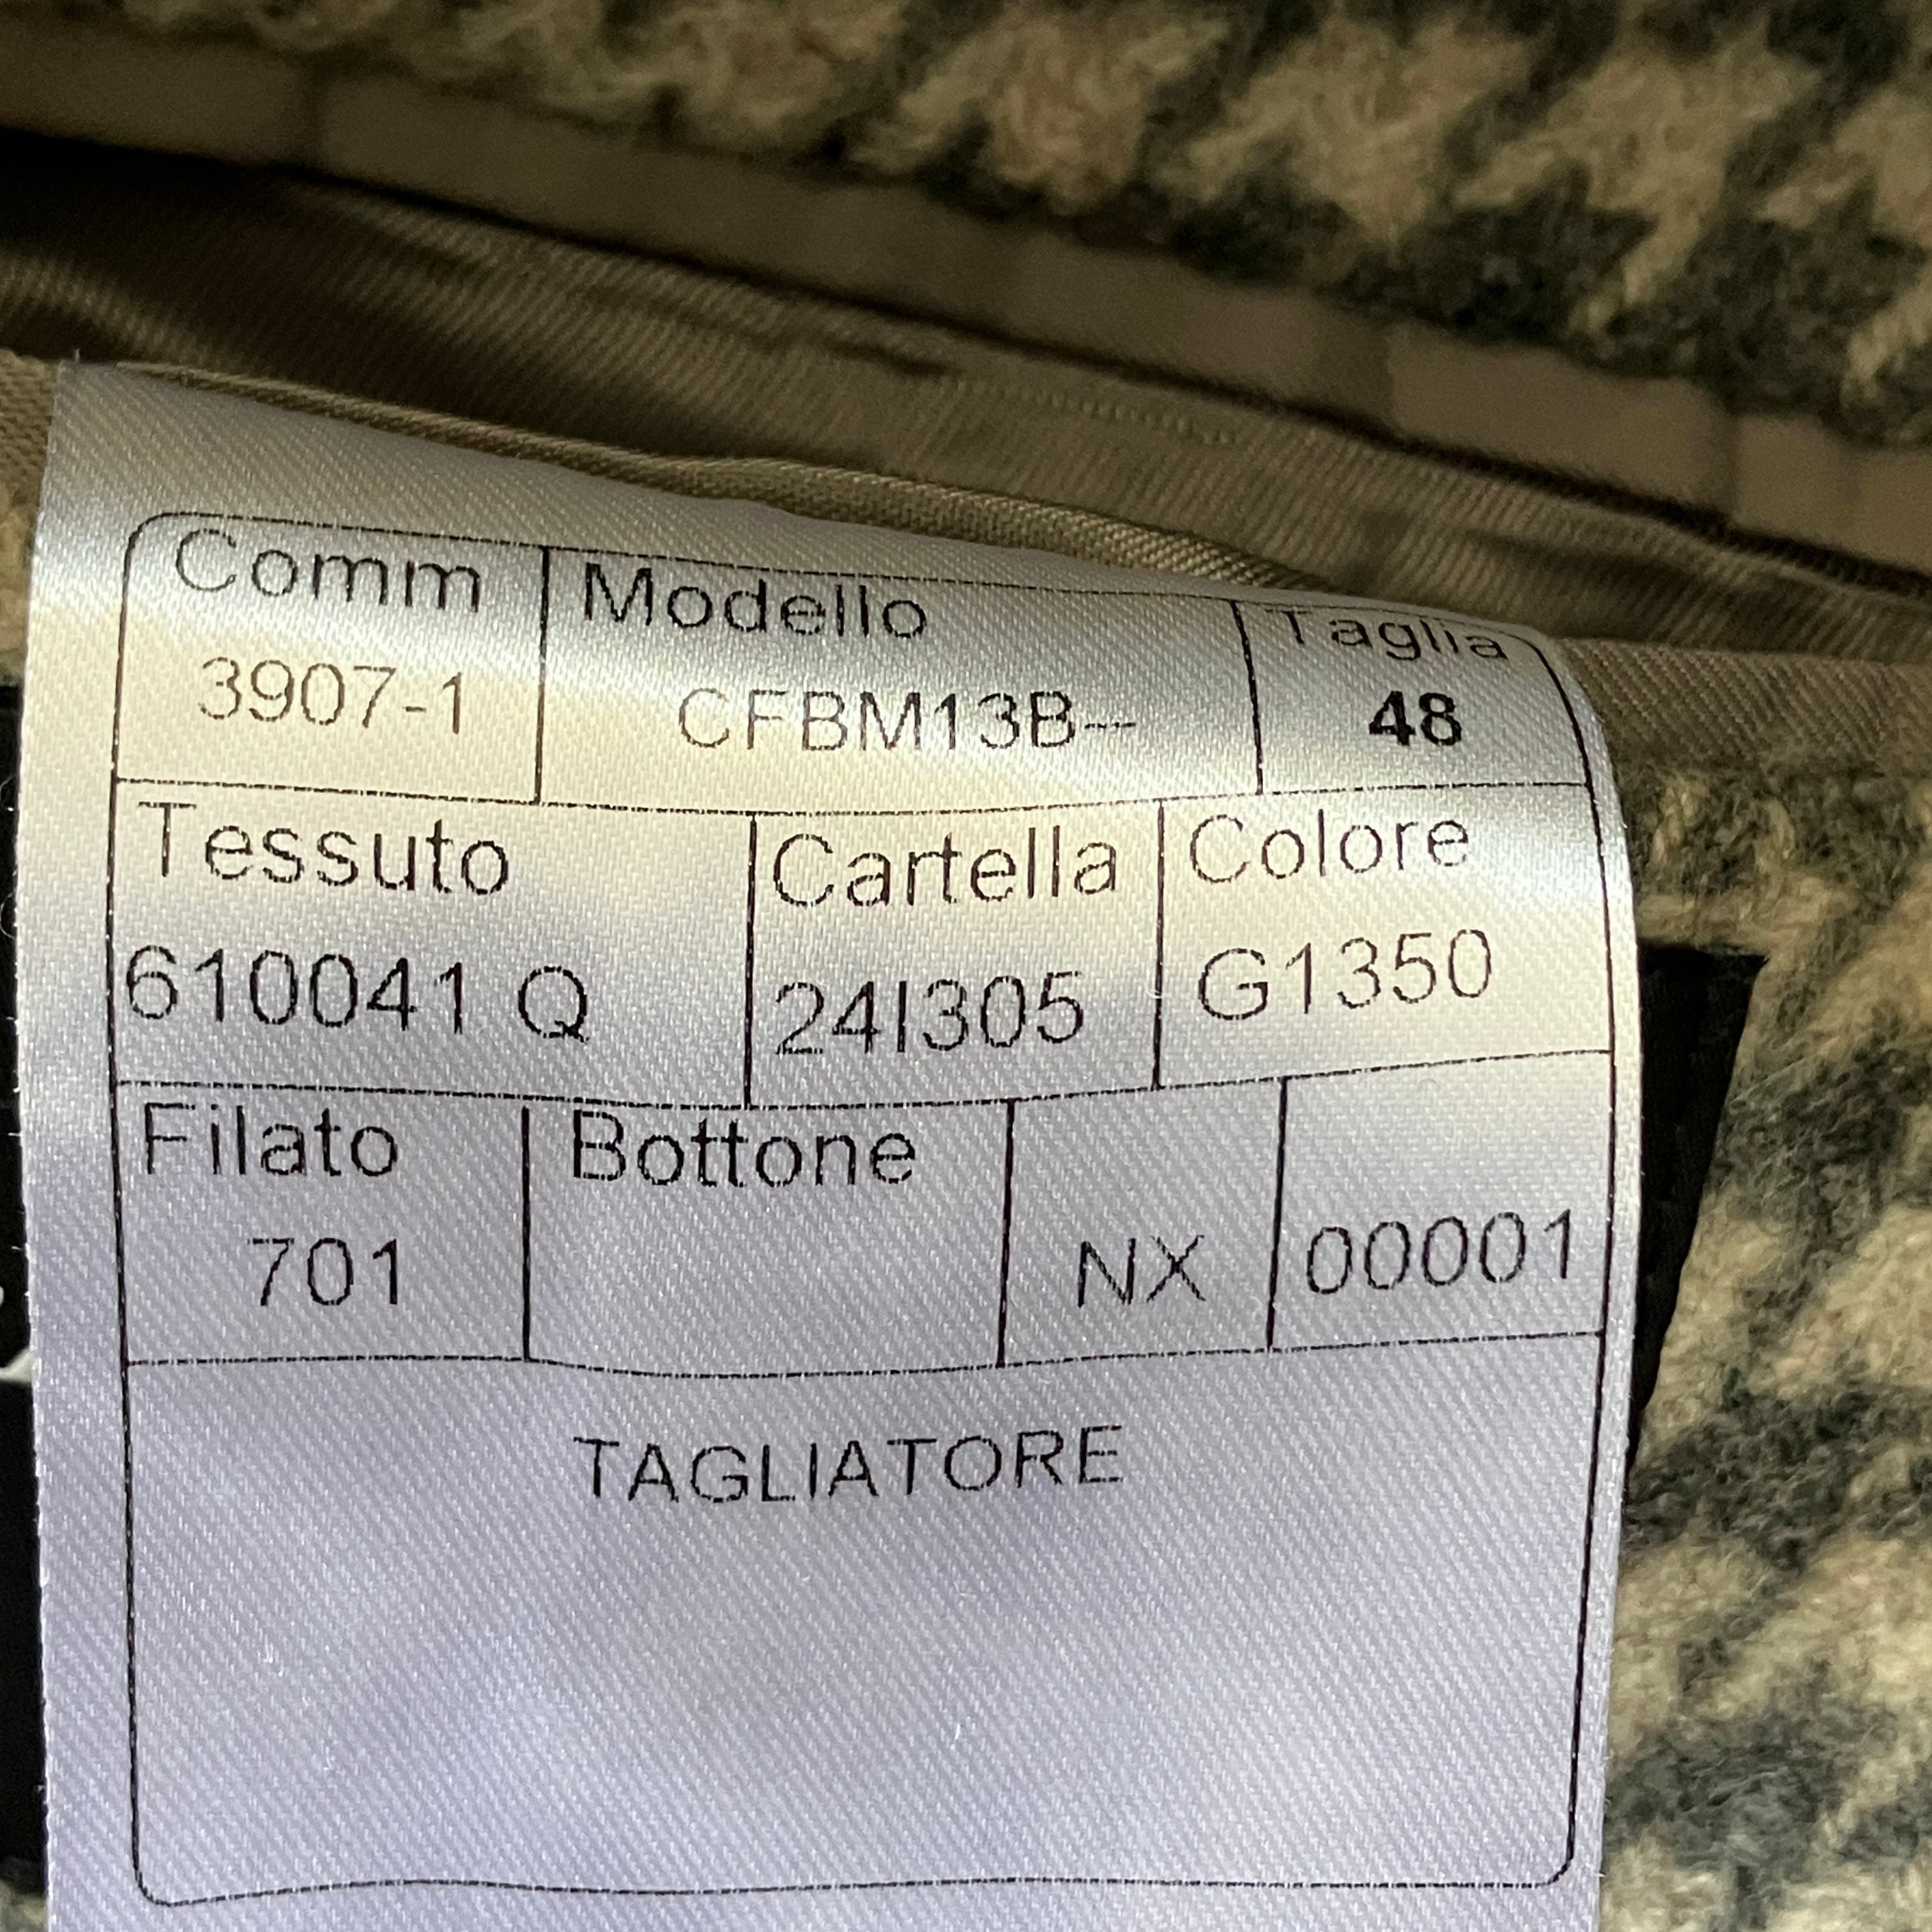 Comm Modello Taglia
3907-1 CFBM13B-- 48
Tessuto Cartella Colore
610041 Q 24I305 G1350
Filato Bottone
701 NX 00001
TAGLIATORE